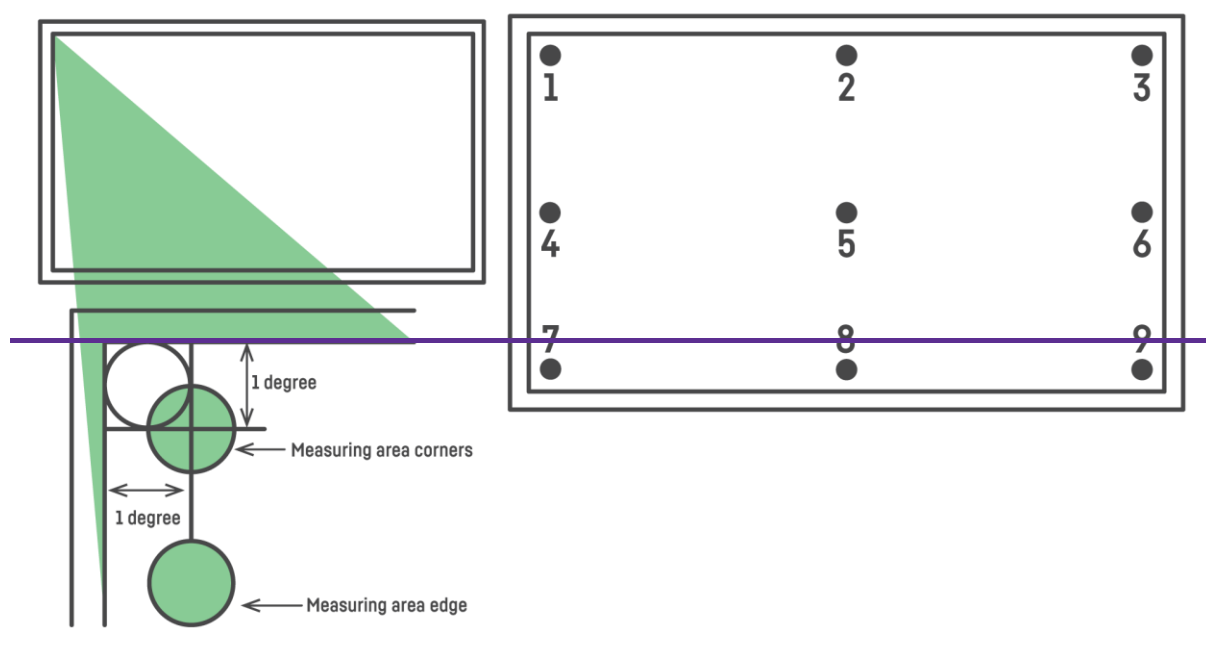 1 2 3
4 5 6
7 8 9
1 degree
Measuring area corners
1 degree
Measuring area edge